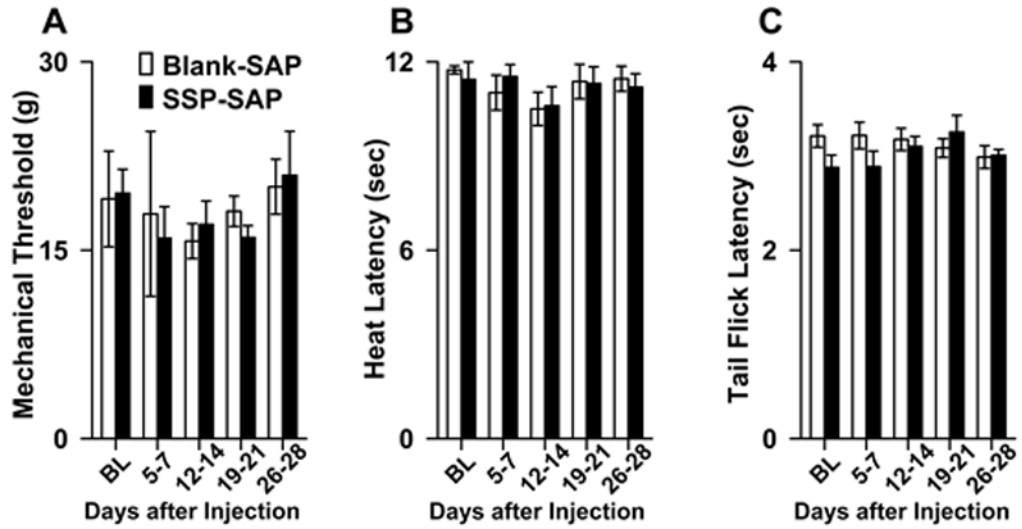 A
Mechanical Threshold (g)
30
15
0
Blank-SAP
SSP-SAP
BL
5-7
12-14
19-21
26-28
Days after Injection
B
Heat Latency (sec)
12
6
0
BL
5-7
12-14
19-21
26-28
Days after Injection
C
Tail Flick Latency (sec)
4
2
0
BL
5-7
12-14
19-21
26-28
Days after Injection